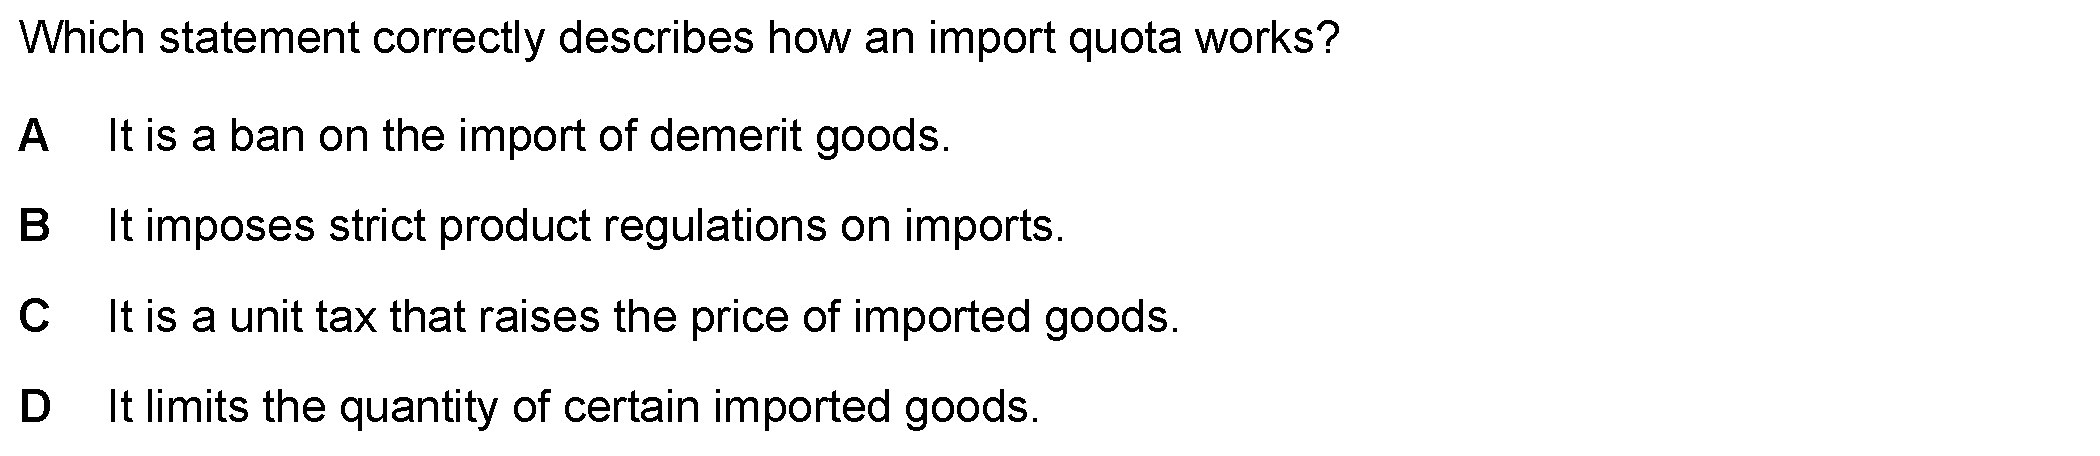 Which statement correctly describes how an import quota works?
A It is a ban on the import of demerit goods.
B It imposes strict product regulations on imports.
C It is a unit tax that raises the price of imported goods.
D It limits the quantity of certain imported goods.